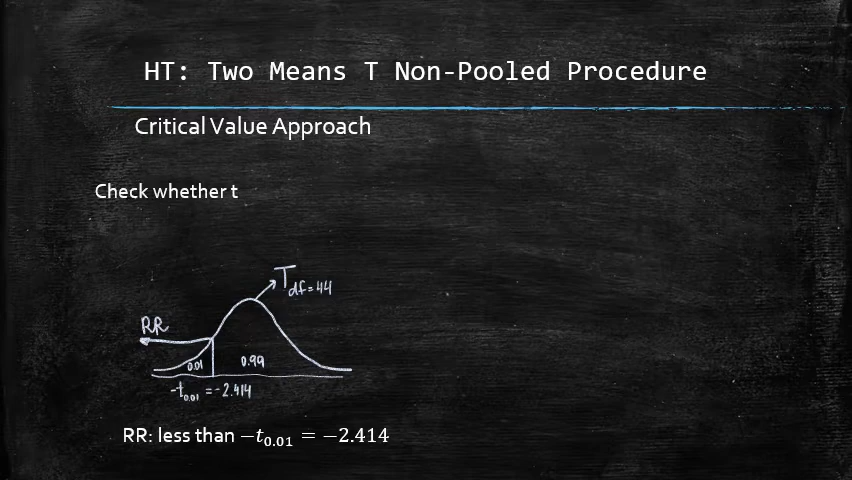 HT: Two Means T Non-Pooled Procedure
Critical Value Approach
Check whether t
T df=44
RR
0.01 0.99
-t0.01 = -2.414
RR: less than −t0.01 = −2.414